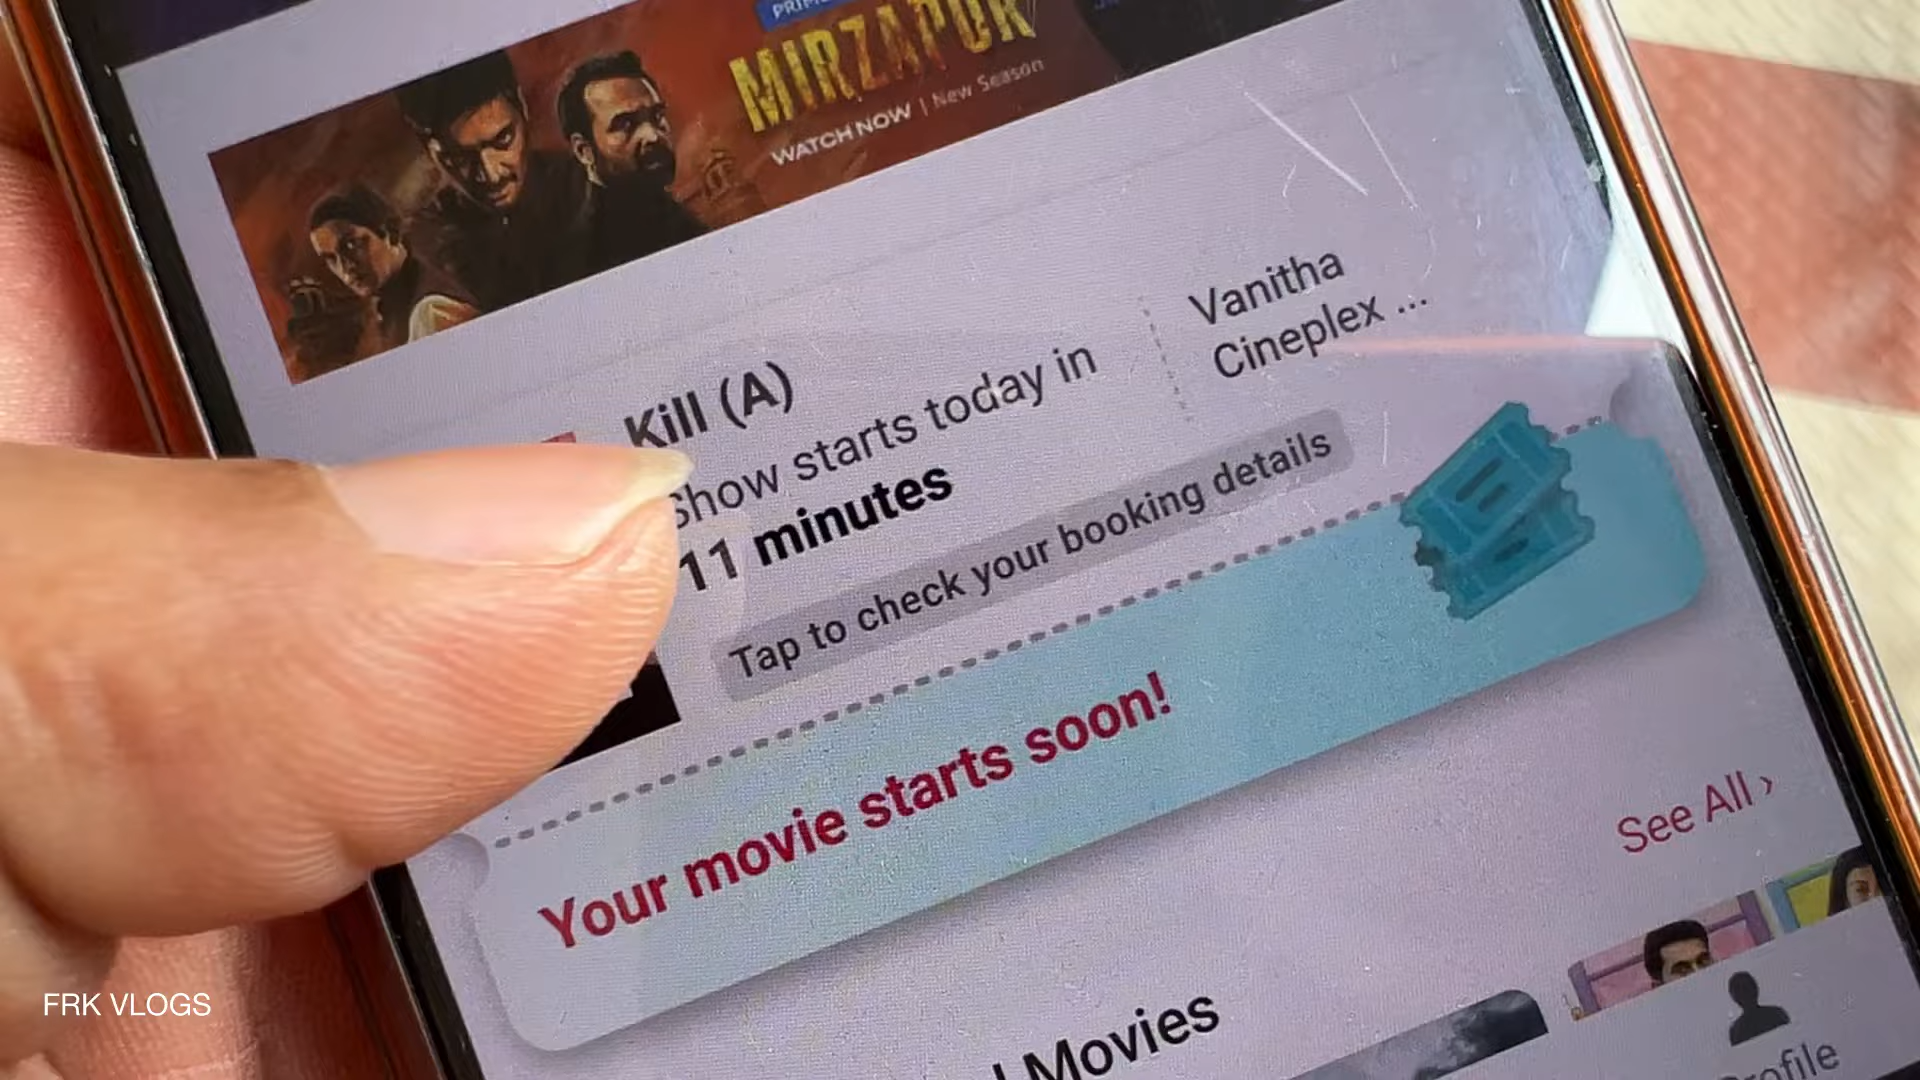 MIRZAPUR
WATCH NOW | New Season
Kill (A)
Show starts today in
11 minutes
Vanitha
Cineplex ...
Tap to check your booking details
Your movie starts soon!
See All ›
Movies
FRK VLOGS